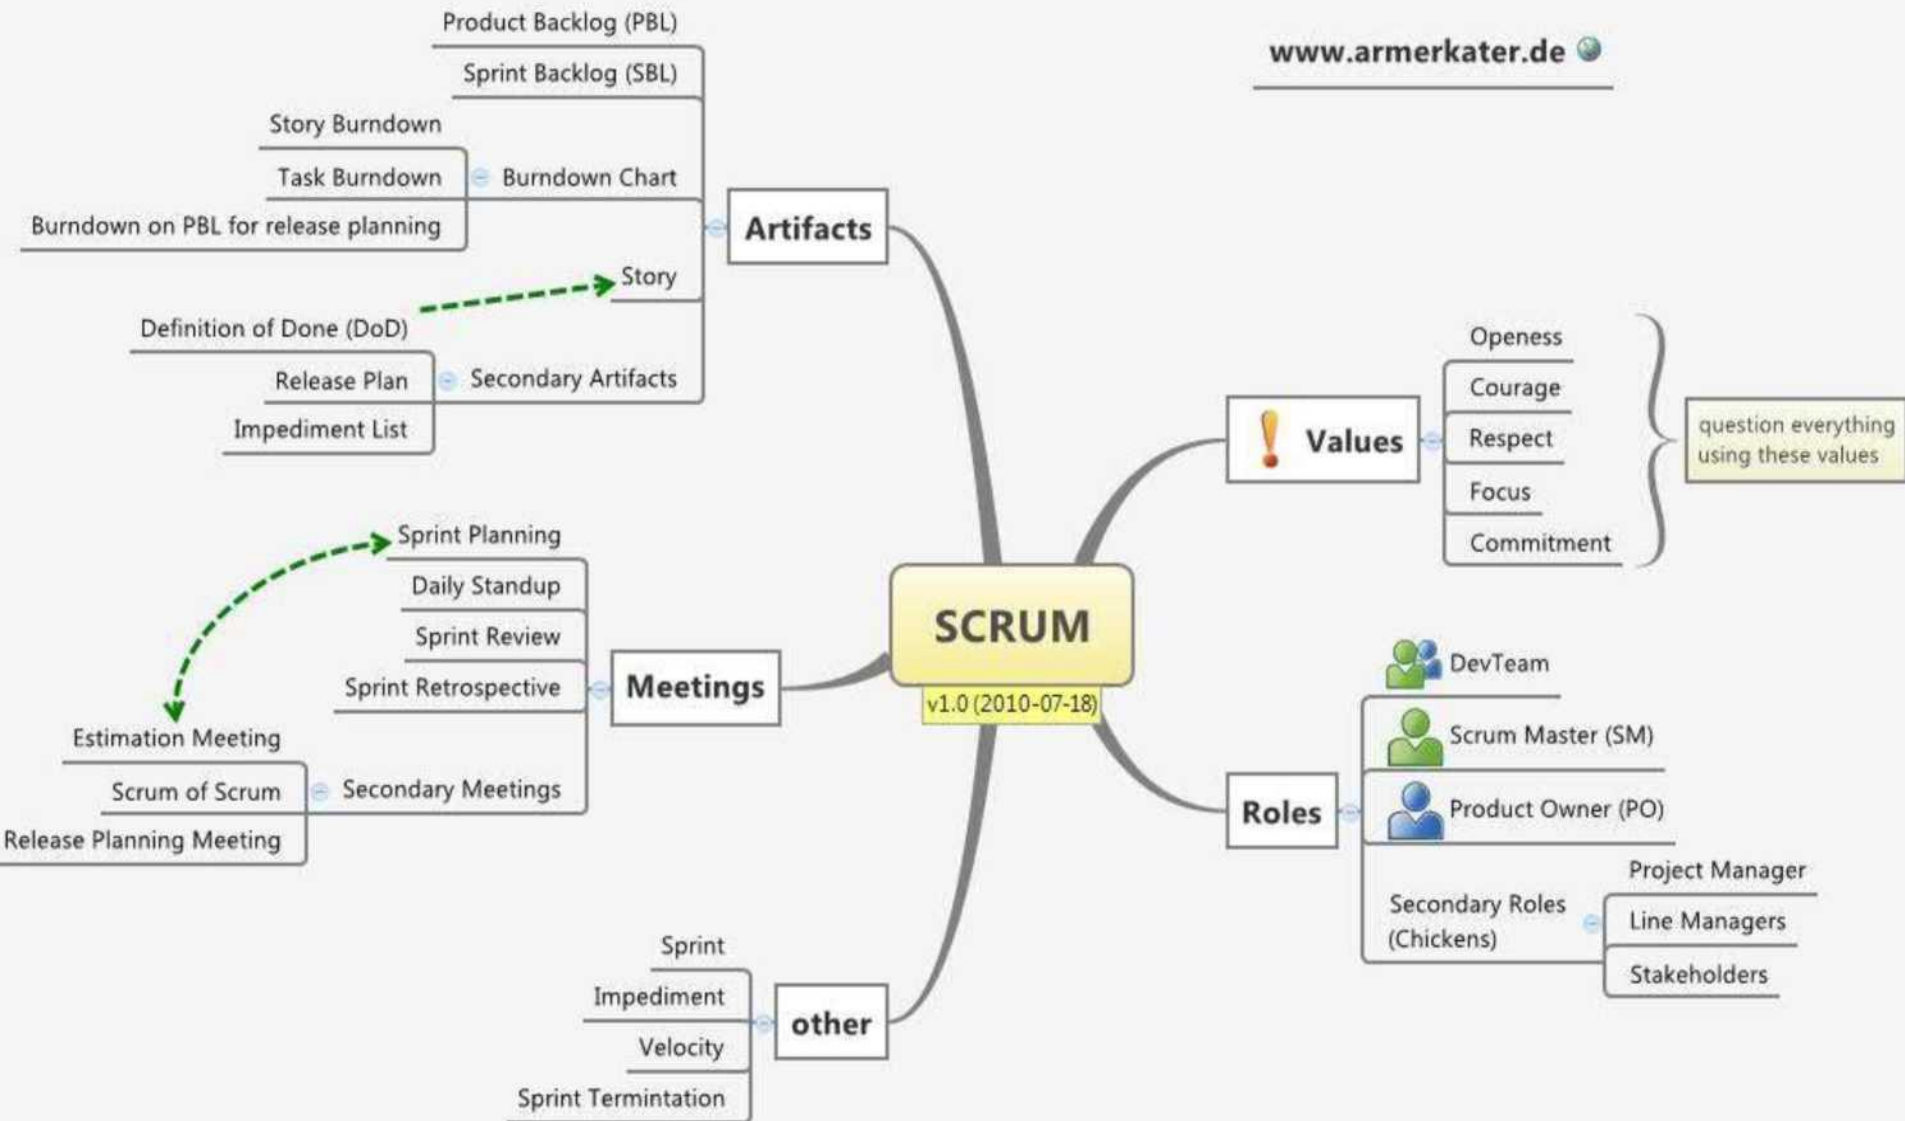 www.armerkater.de
Product Backlog (PBL)
Sprint Backlog (SBL)
Story Burndown
Task Burndown
Burndown on PBL for release planning
Burndown Chart
Artifacts
Story
Definition of Done (DoD)
Release Plan
Impediment List
Secondary Artifacts
Values
Openess
Courage
Respect
Focus
Commitment
question everything
using these values
SCRUM
v1.0 (2010-07-18)
Sprint Planning
Daily Standup
Sprint Review
Sprint Retrospective
Meetings
Estimation Meeting
Scrum of Scrum
Release Planning Meeting
Secondary Meetings
Roles
DevTeam
Scrum Master (SM)
Product Owner (PO)
Secondary Roles
(Chickens)
Project Manager
Line Managers
Stakeholders
other
Sprint
Impediment
Velocity
Sprint Termintation